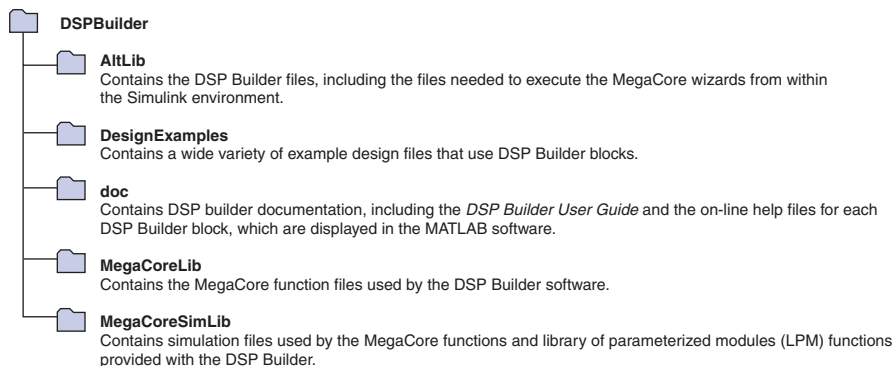 DSPBuilder
AltLib
Contains the DSP Builder files, including the files needed to execute the MegaCore wizards from within
the Simulink environment.
DesignExamples
Contains a wide variety of example design files that use DSP Builder blocks.
doc
Contains DSP builder documentation, including the DSP Builder User Guide and the on-line help files for each
DSP Builder block, which are displayed in the MATLAB software.
MegaCoreLib
Contains the MegaCore function files used by the DSP Builder software.
MegaCoreSimLib
Contains simulation files used by the MegaCore functions and library of parameterized modules (LPM) functions
provided with the DSP Builder.